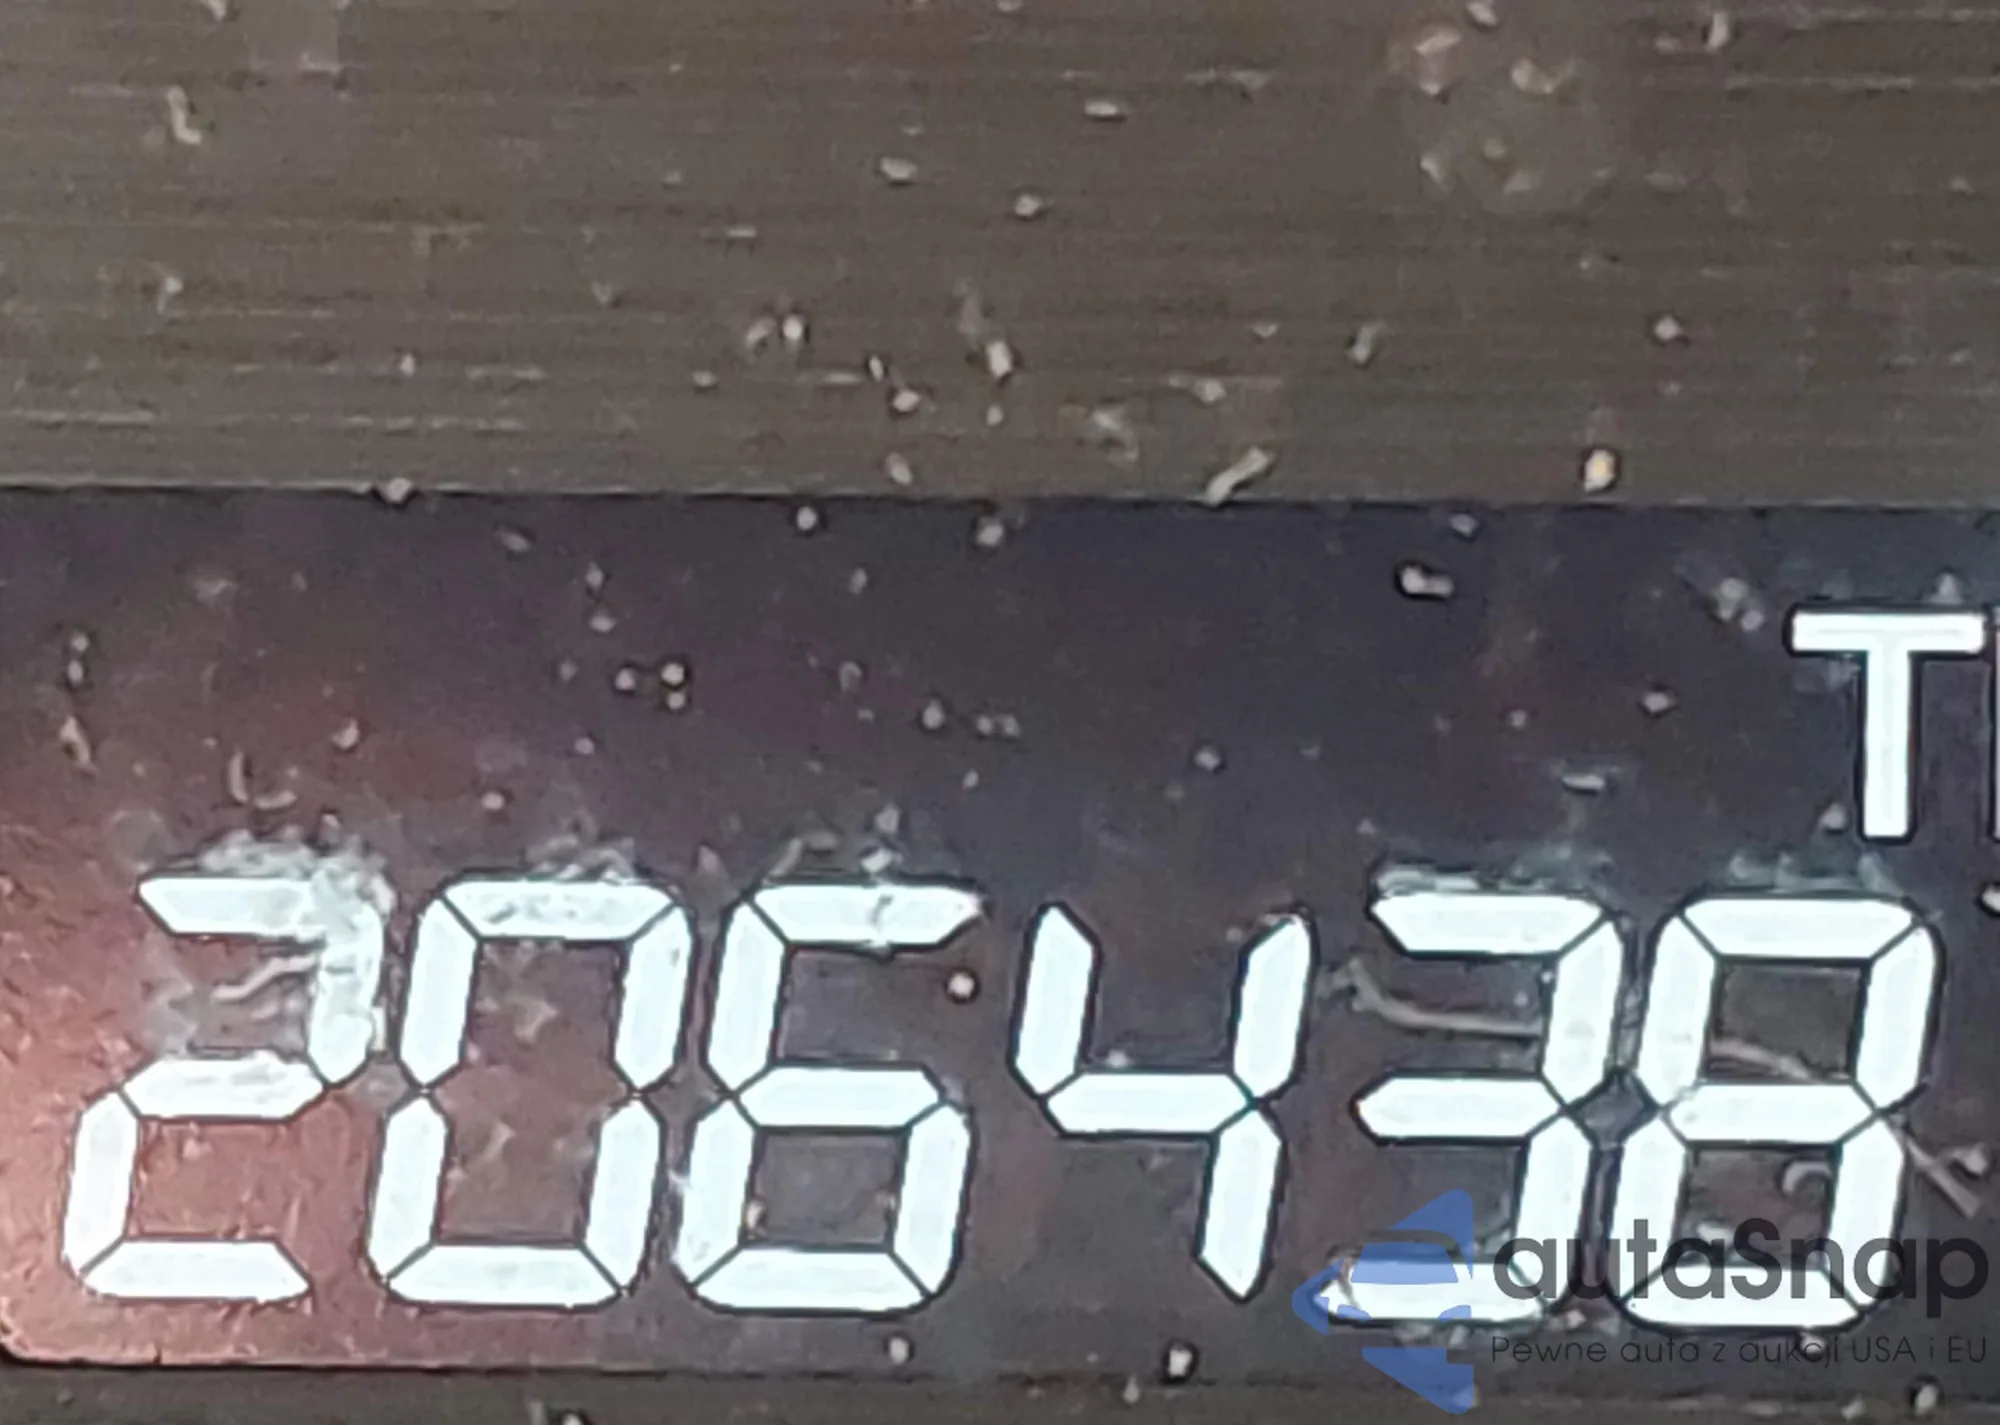 T
206438
autaSnap
Pewne auta z aukcji USA i EU